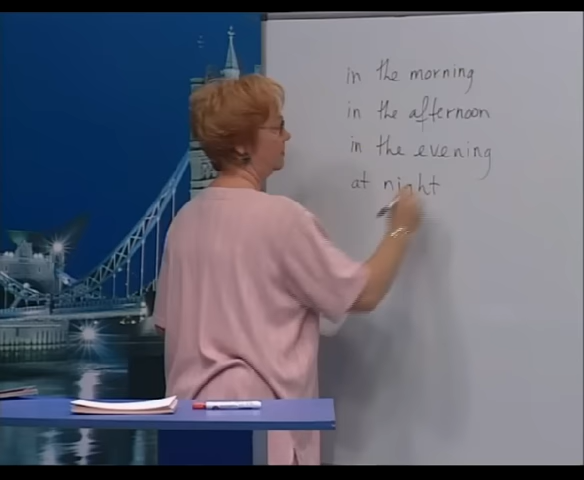 in the morning
in the afternoon
in the evening
at night